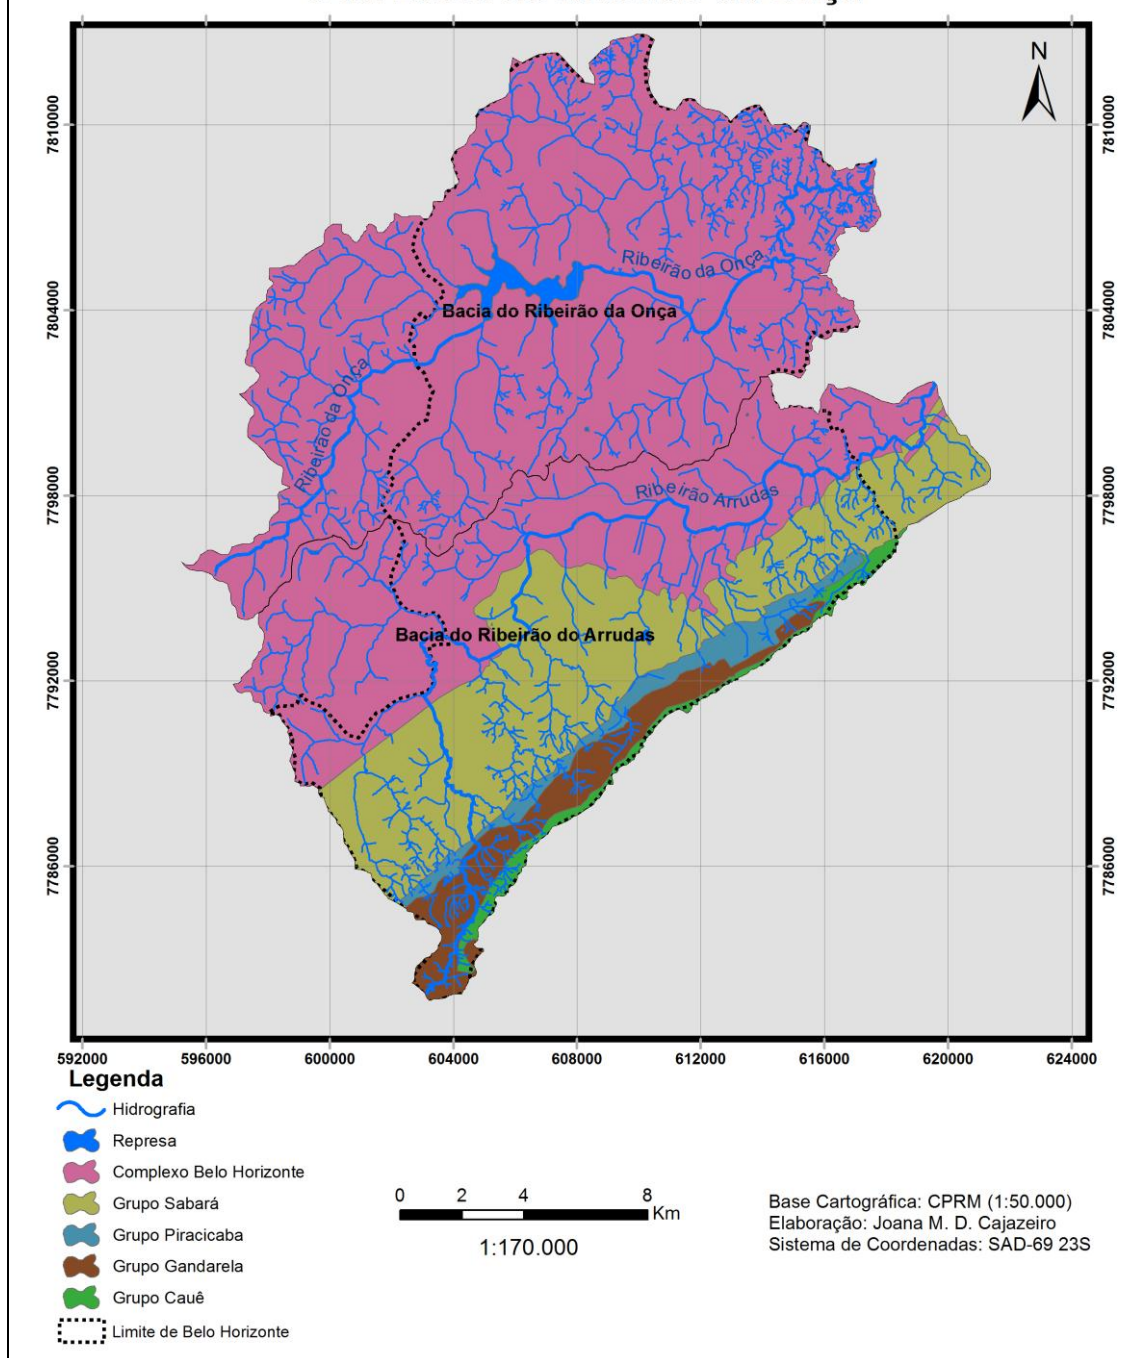 N
7810000
7810000
Ribeirão da Onça
7804000
Bacia do Ribeirão da Onça
7804000
Ribeirão da Onça
7798000
Ribeirão Arrudas
7798000
Bacia do Ribeirão do Arrudas
7792000
7792000
7786000
7786000
592000 596000 600000 604000 608000 612000 616000 620000 624000
Legenda
Hidrografia
Represa
Complexo Belo Horizonte
Grupo Sabará
Grupo Piracicaba
Grupo Gandarela
Grupo Cauê
Limite de Belo Horizonte
0 2 4 8
Km
1:170.000
Base Cartográfica: CPRM (1:50.000)
Elaboração: Joana M. D. Cajazeiro
Sistema de Coordenadas: SAD-69 23S